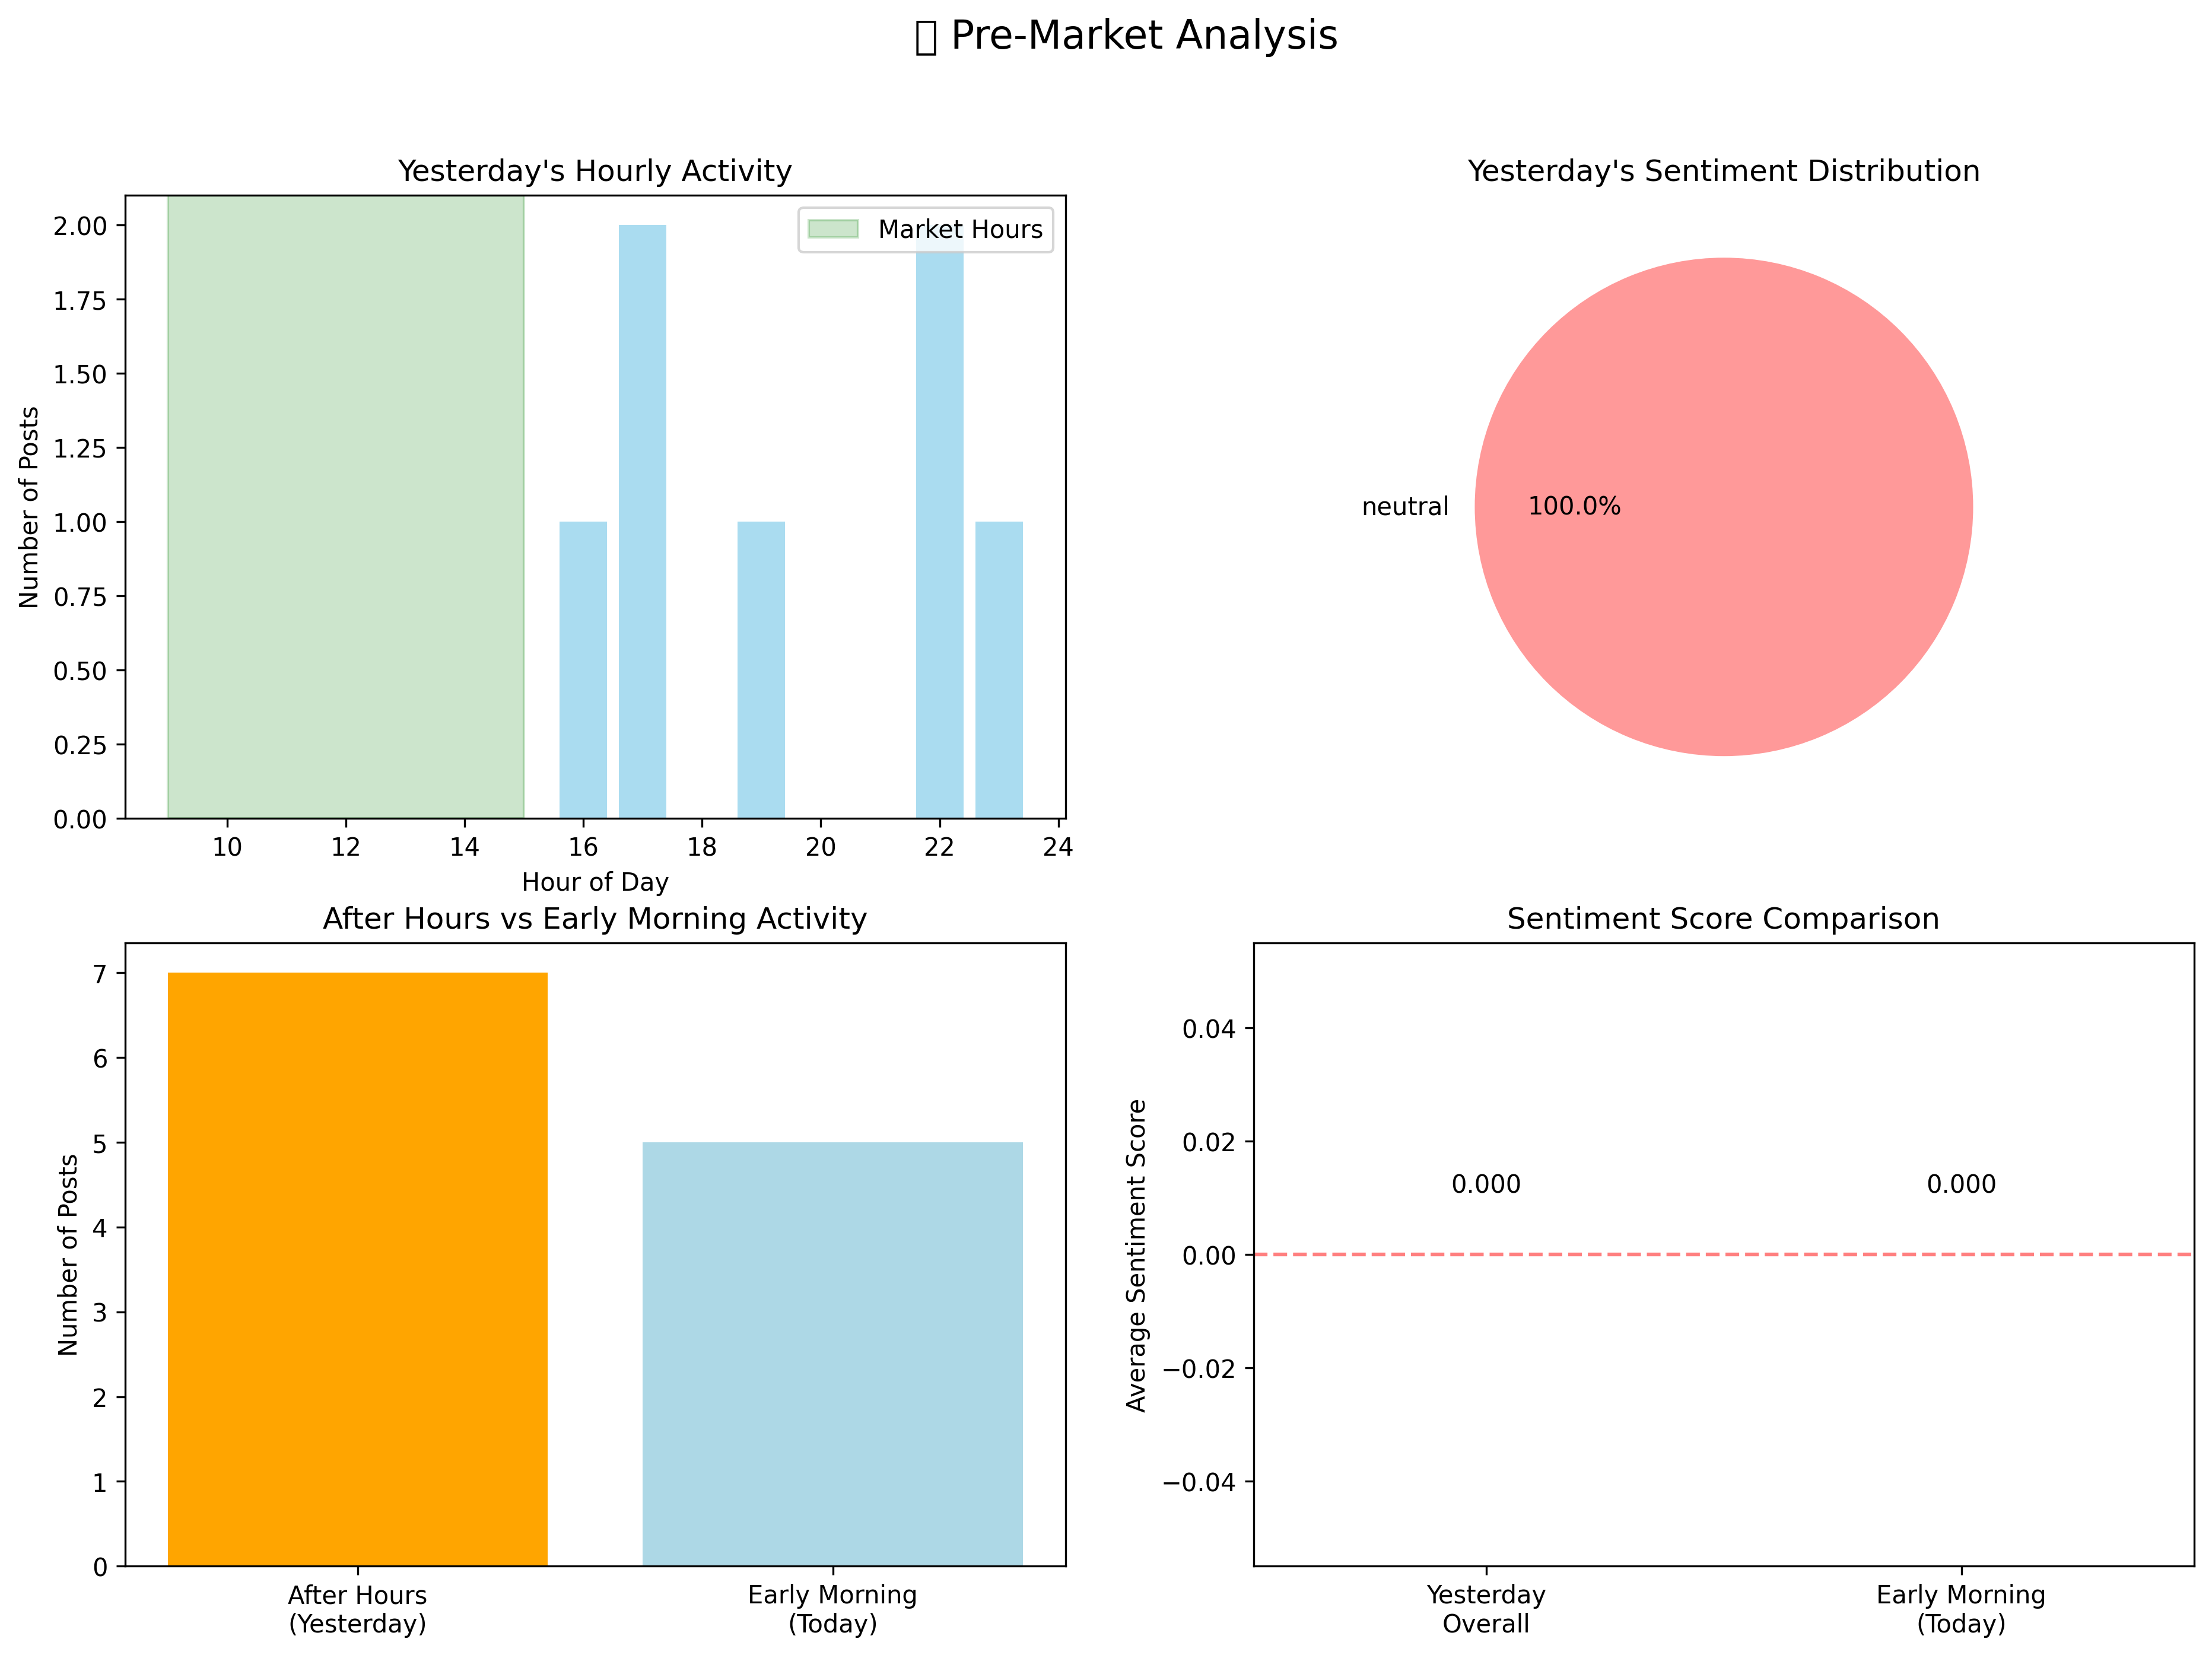 ▯ Pre-Market Analysis
Yesterday's Hourly Activity
Market Hours
Number of Posts
2.00
1.75
1.50
1.25
1.00
0.75
0.50
0.25
0.00
10 12 14 16 18 20 22 24
Hour of Day
Yesterday's Sentiment Distribution
neutral
100.0%
After Hours vs Early Morning Activity
Number of Posts
7
6
5
4
3
2
1
0
After Hours
(Yesterday)
Early Morning
(Today)
Sentiment Score Comparison
Average Sentiment Score
0.04
0.02
0.00
−0.02
−0.04
0.000
0.000
Yesterday
Overall
Early Morning
(Today)